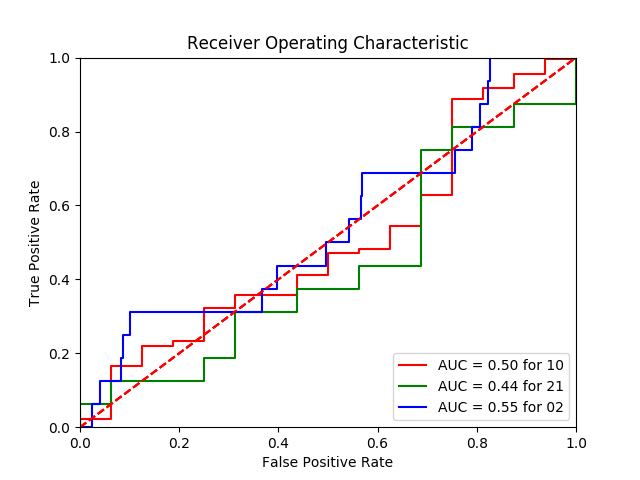 Receiver Operating Characteristic
1.0
0.8
0.6
0.4
0.2
0.0
True Positive Rate
AUC = 0.50 for 10
AUC = 0.44 for 21
AUC = 0.55 for 02
0.0 0.2 0.4 0.6 0.8 1.0
False Positive Rate